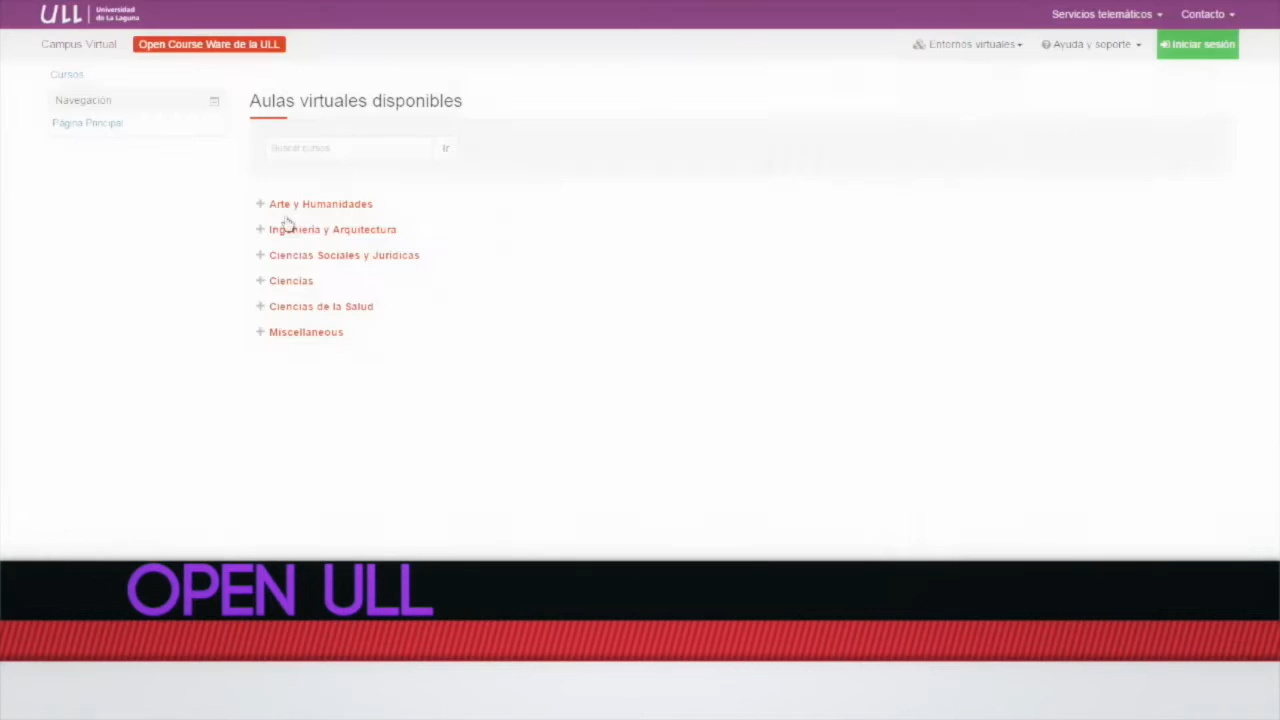 ULL Universidad de La Laguna
Servicios telemáticos
Contacto
Campus Virtual
Open Course Ware de la ULL
Entornos virtuales
Ayuda y soporte
Iniciar sesión
Cursos
Navegación
Página Principal
Aulas virtuales disponibles
Buscar cursos
Ir
Arte y Humanidades
Ingeniería y Arquitectura
Ciencias Sociales y Jurídicas
Ciencias
Ciencias de la Salud
Miscellaneous
OPEN ULL